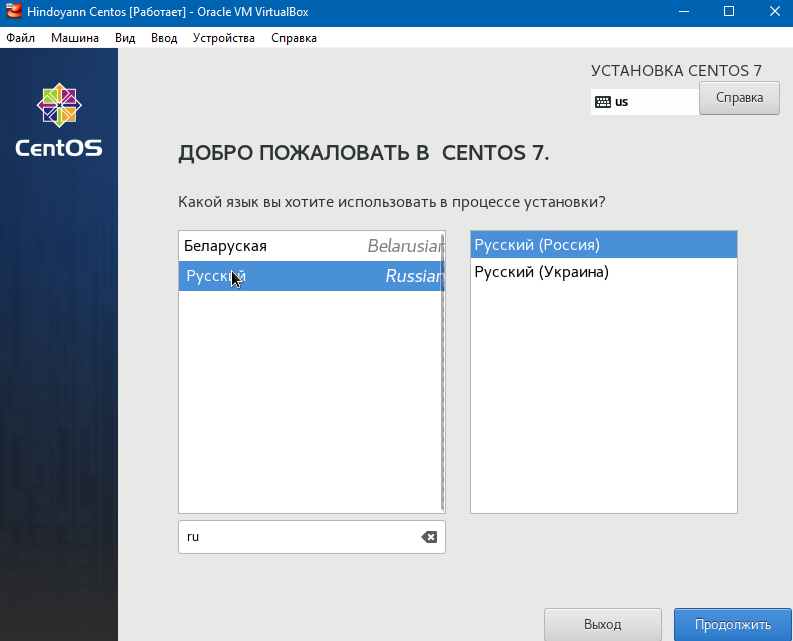 Hindoyann Centos [Работает] - Oracle VM VirtualBox
Файл Машина Вид Ввод Устройства Справка
УСТАНОВКА CENTOS 7
us Справка
CentOS
ДОБРО ПОЖАЛОВАТЬ В CENTOS 7.
Какой язык вы хотите использовать в процессе установки?
Беларуская Belarusian
Русский Russian
Русский (Россия)
Русский (Украина)
ru
Выход Продолжить